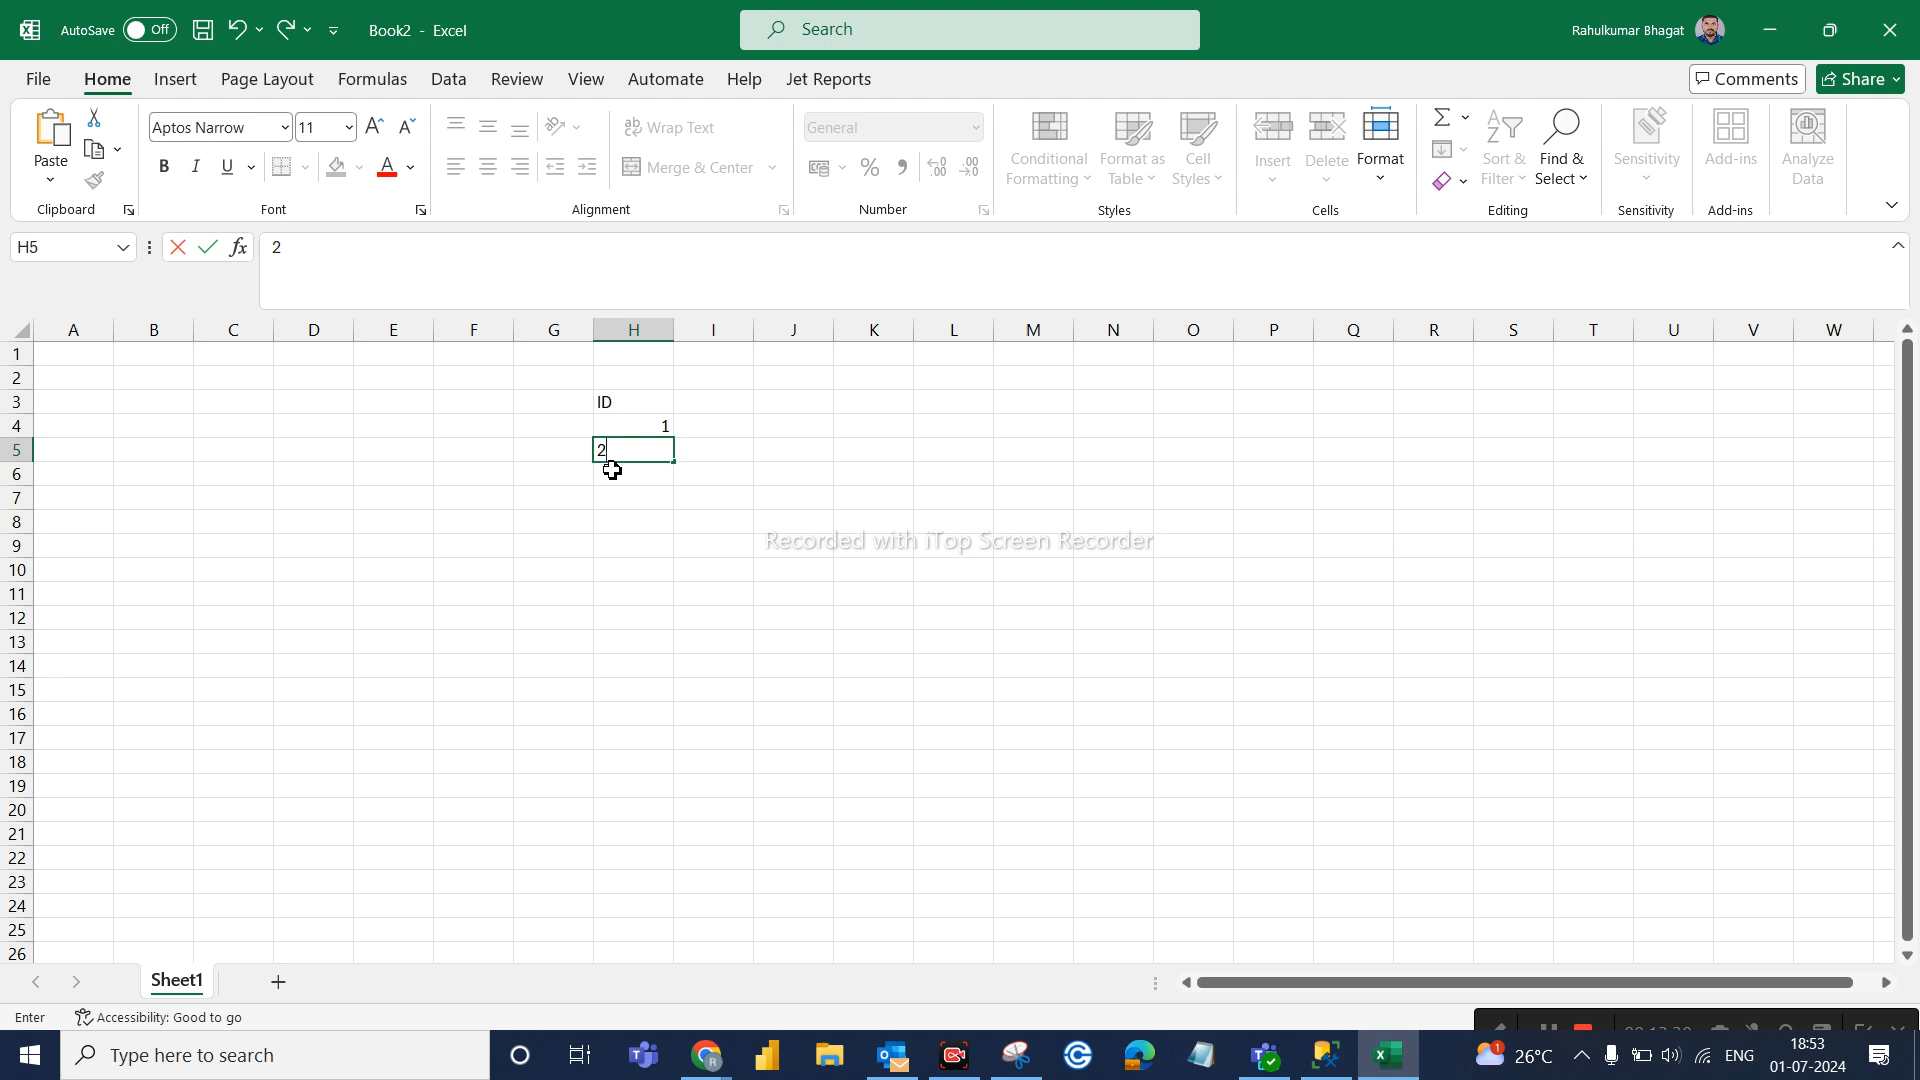 AutoSave Off Book2 - Excel Search Rahulkumar Bhagat
File Home Insert Page Layout Formulas Data Review View Automate Help Jet Reports Comments Share
Paste
Aptos Narrow 11
B I U A
ab Wrap Text
Merge & Center
General
% 9 .00
Conditional Formatting
Format as Table
Cell Styles
Insert Delete Format
Sort & Filter
Find & Select
Sensitivity
Add-ins
Analyze Data
Clipboard Font Alignment Number Styles Cells Editing Sensitivity Add-ins
H5 fx 2
A B C D E F G H I J K L M N O P Q R S T U V W
1
2
3 ID
4 1
5 2
6
7
8
9
Recorded with iTop Screen Recorder
10
11
12
13
14
15
16
17
18
19
20
21
22
23
24
25
26
Sheet1
Enter Accessibility: Good to go
Type here to search 1 26°C ENG 18:53
01-07-2024